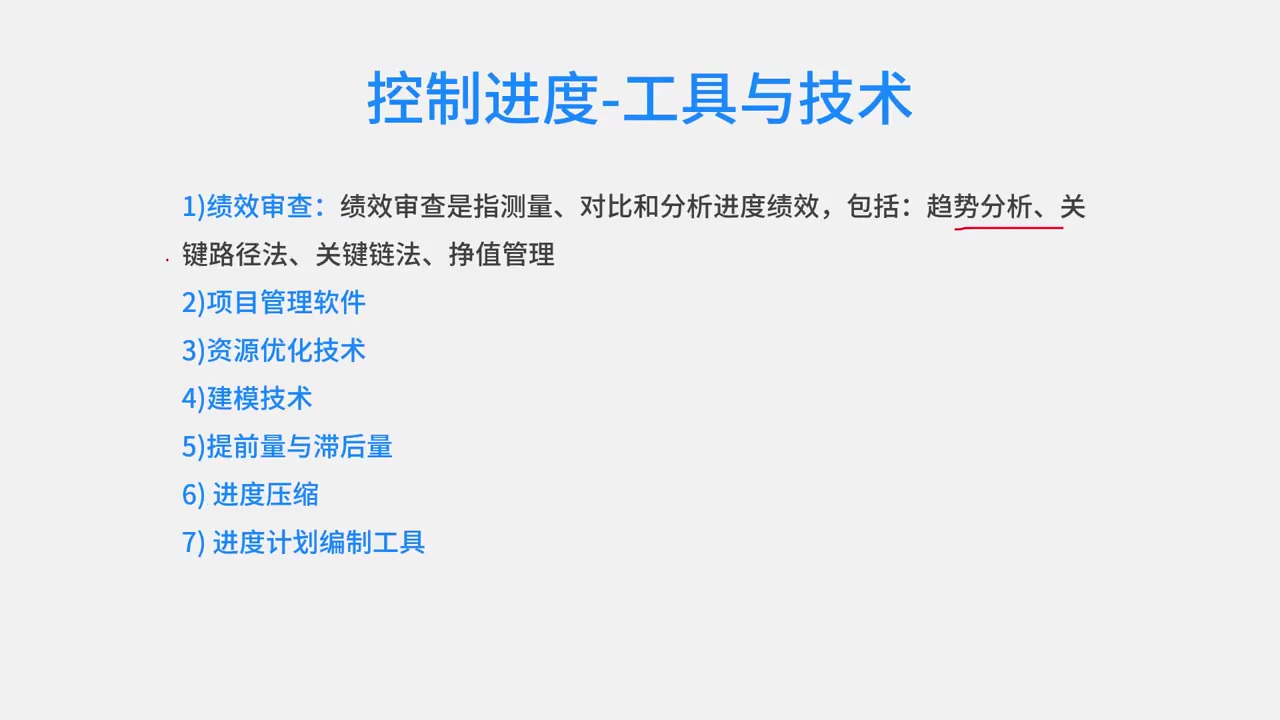 控制进度-工具与技术
1)绩效审查：绩效审查是指测量、对比和分析进度绩效，包括：趋势分析、关
键路径法、关键链法、挣值管理
2)项目管理软件
3)资源优化技术
4)建模技术
5)提前量与滞后量
6) 进度压缩
7) 进度计划编制工具